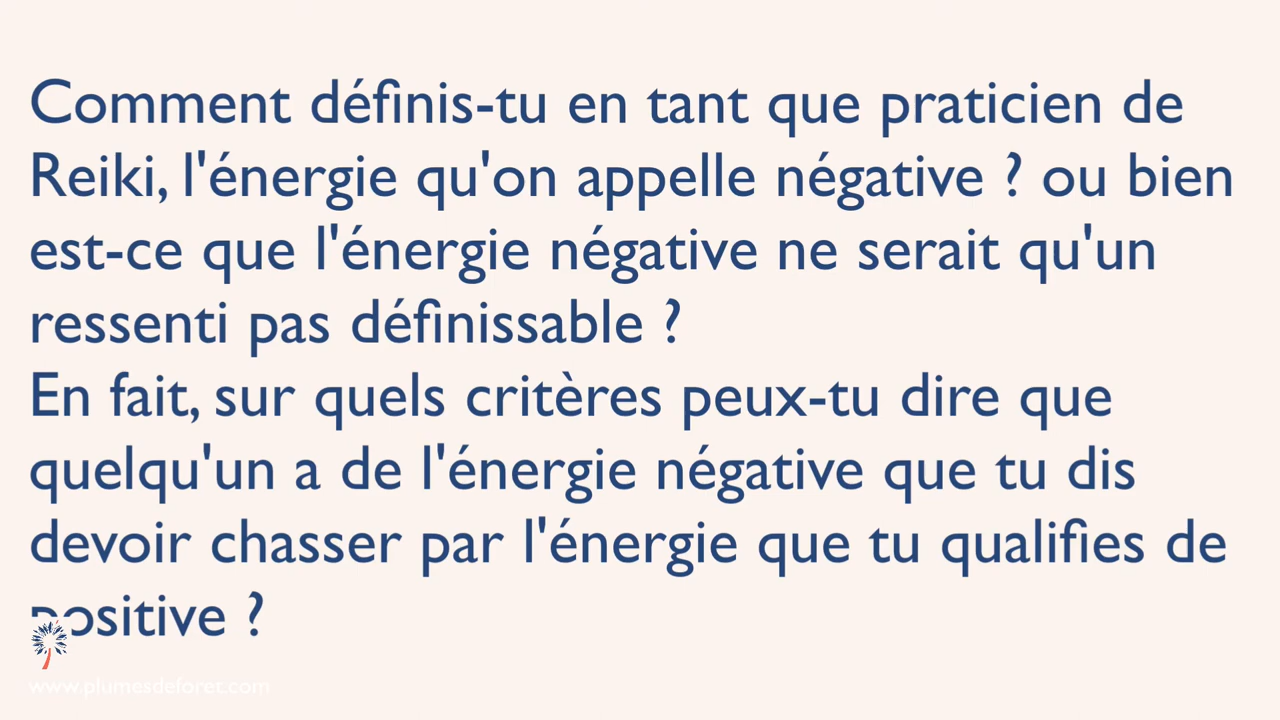 Comment définis-tu en tant que praticien de
Reiki, l'énergie qu'on appelle négative ? ou bien
est-ce que l'énergie négative ne serait qu'un
ressenti pas définissable ?
En fait, sur quels critères peux-tu dire que
quelqu'un a de l'énergie négative que tu dis
devoir chasser par l'énergie que tu qualifies de
positive ?
www.plumesdeforet.com